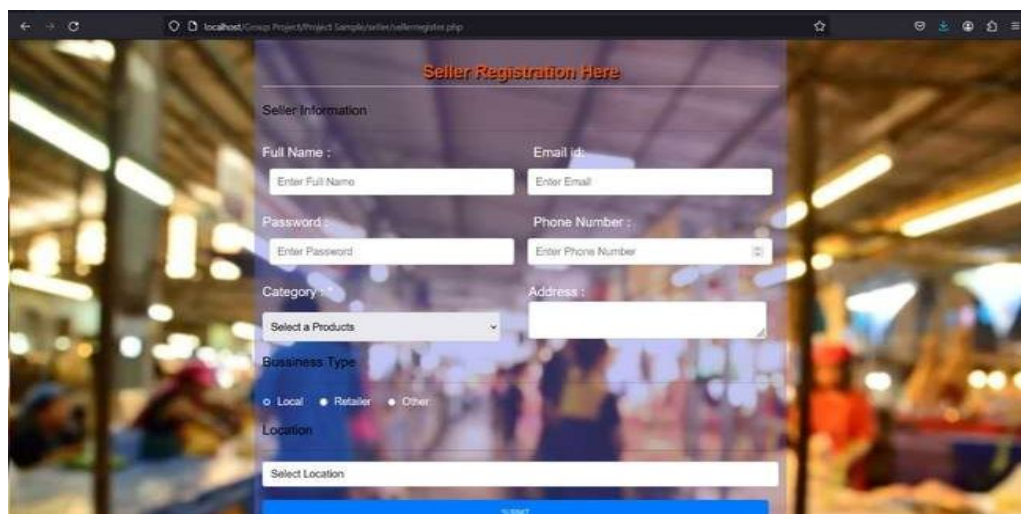 localhost/Group Project/Project Sample/seller/sellerregister.php
Seller Registration Here
Seller Information
Full Name :
Email id:
Enter Full Name
Enter Email
Password :
Phone Number :
Enter Password
Enter Phone Number
Category : *
Address :
Select a Products
Bussiness Type
Local Retailer Other
Location
Select Location
SUBMIT